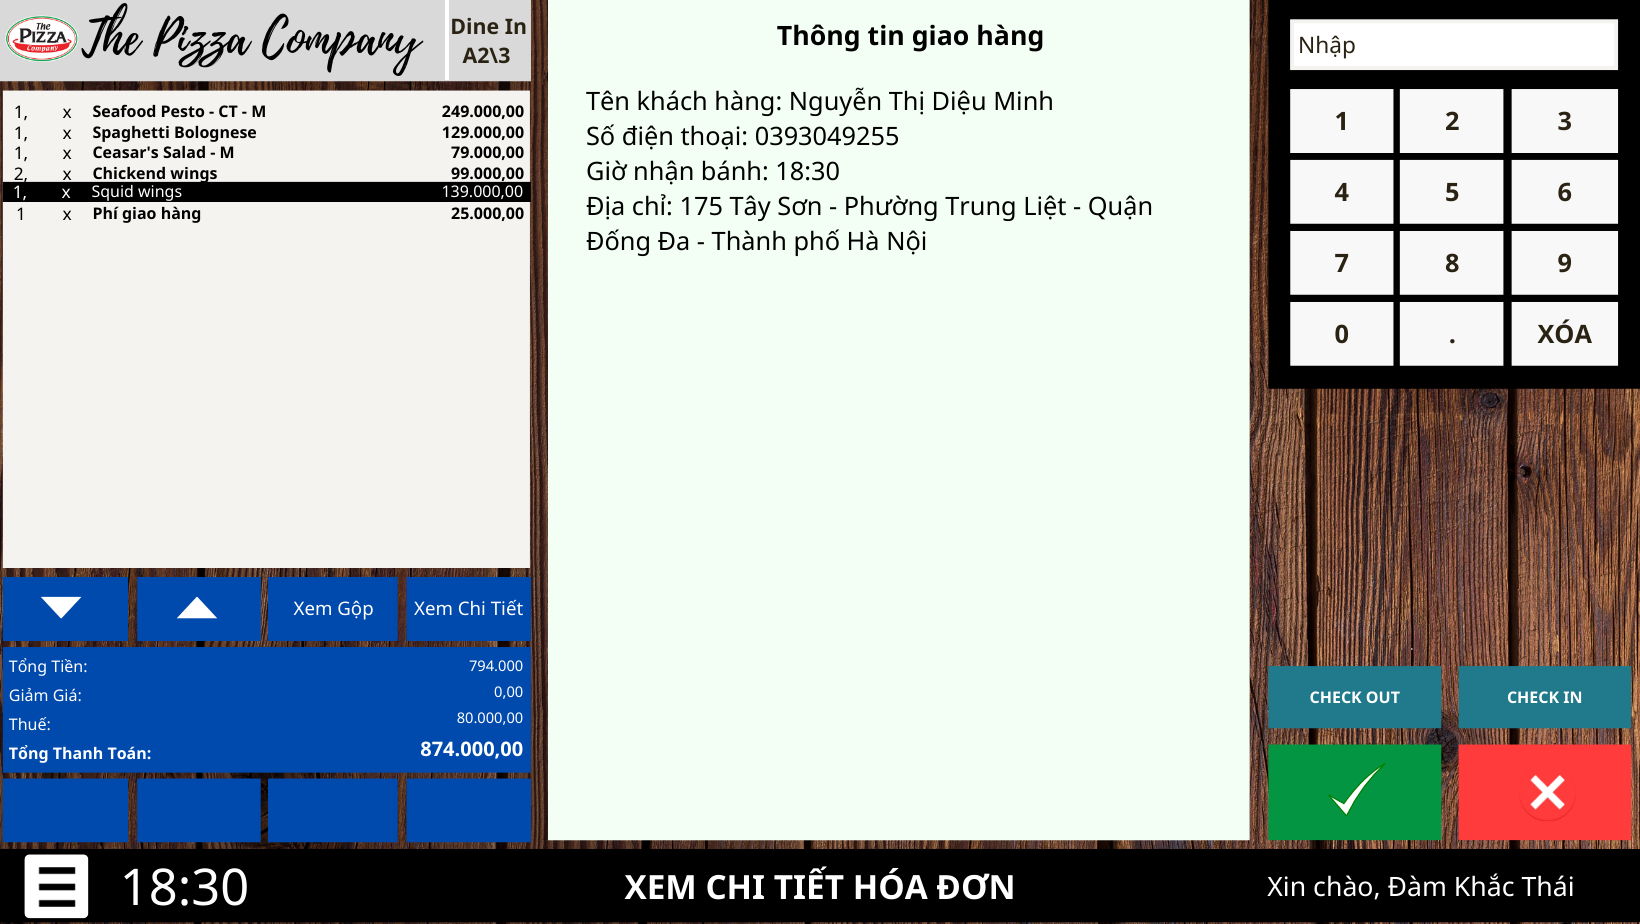 The PIZZA Company
The Pizza Company
Dine In
A2\3
1, x Seafood Pesto - CT - M 249.000,00
1, x Spaghetti Bolognese 129.000,00
1, x Ceasar's Salad - M 79.000,00
2, x Chickend wings 99.000,00
1, x Squid wings 139.000,00
1 x Phí giao hàng 25.000,00
Xem Gộp
Xem Chi Tiết
Tổng Tiền: 794.000
Giảm Giá: 0,00
Thuế: 80.000,00
Tổng Thanh Toán: 874.000,00
Thông tin giao hàng
Tên khách hàng: Nguyễn Thị Diệu Minh
Số điện thoại: 0393049255
Giờ nhận bánh: 18:30
Địa chỉ: 175 Tây Sơn - Phường Trung Liệt - Quận
Đống Đa - Thành phố Hà Nội
Nhập
1 2 3
4 5 6
7 8 9
0 . XÓA
CHECK OUT
CHECK IN
18:30
XEM CHI TIẾT HÓA ĐƠN
Xin chào, Đàm Khắc Thái